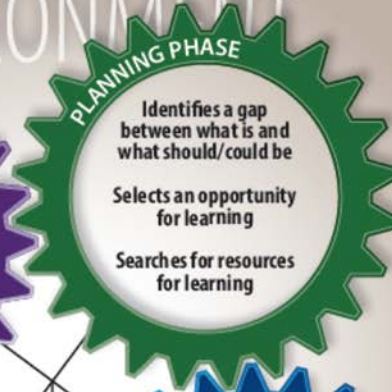 PLANNING PHASE
Identifies a gap
between what is and
what should/could be
Selects an opportunity
for learning
Searches for resources
for learning